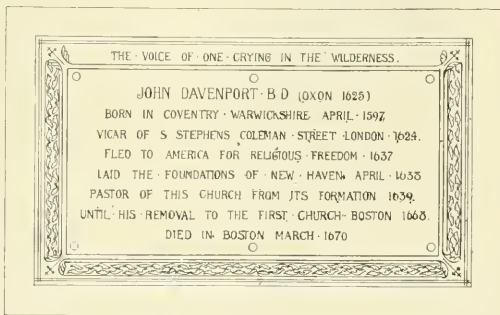 THE · VOICE · OF · ONE · CRYING · IN · THE · WILDERNESS.
JOHN DAVENPORT · B D (OXON 1625)
BORN IN COVENTRY · WARWICKSHIRE APRIL · 1597
VICAR OF S STEPHENS COLEMAN · STREET · LONDON · 1624.
FLED TO AMERICA FOR RELIGIOUS · FREEDOM · 1637
LAID THE · FOUNDATIONS · OF · NEW · HAVEN, APRIL · 1638
PASTOR OF THIS CHURCH FROM ITS FORMATION 1639.
UNTIL · HIS · REMOVAL TO THE FIRST · CHURCH - BOSTON 1668.
DIED IN BOSTON MARCH · 1670